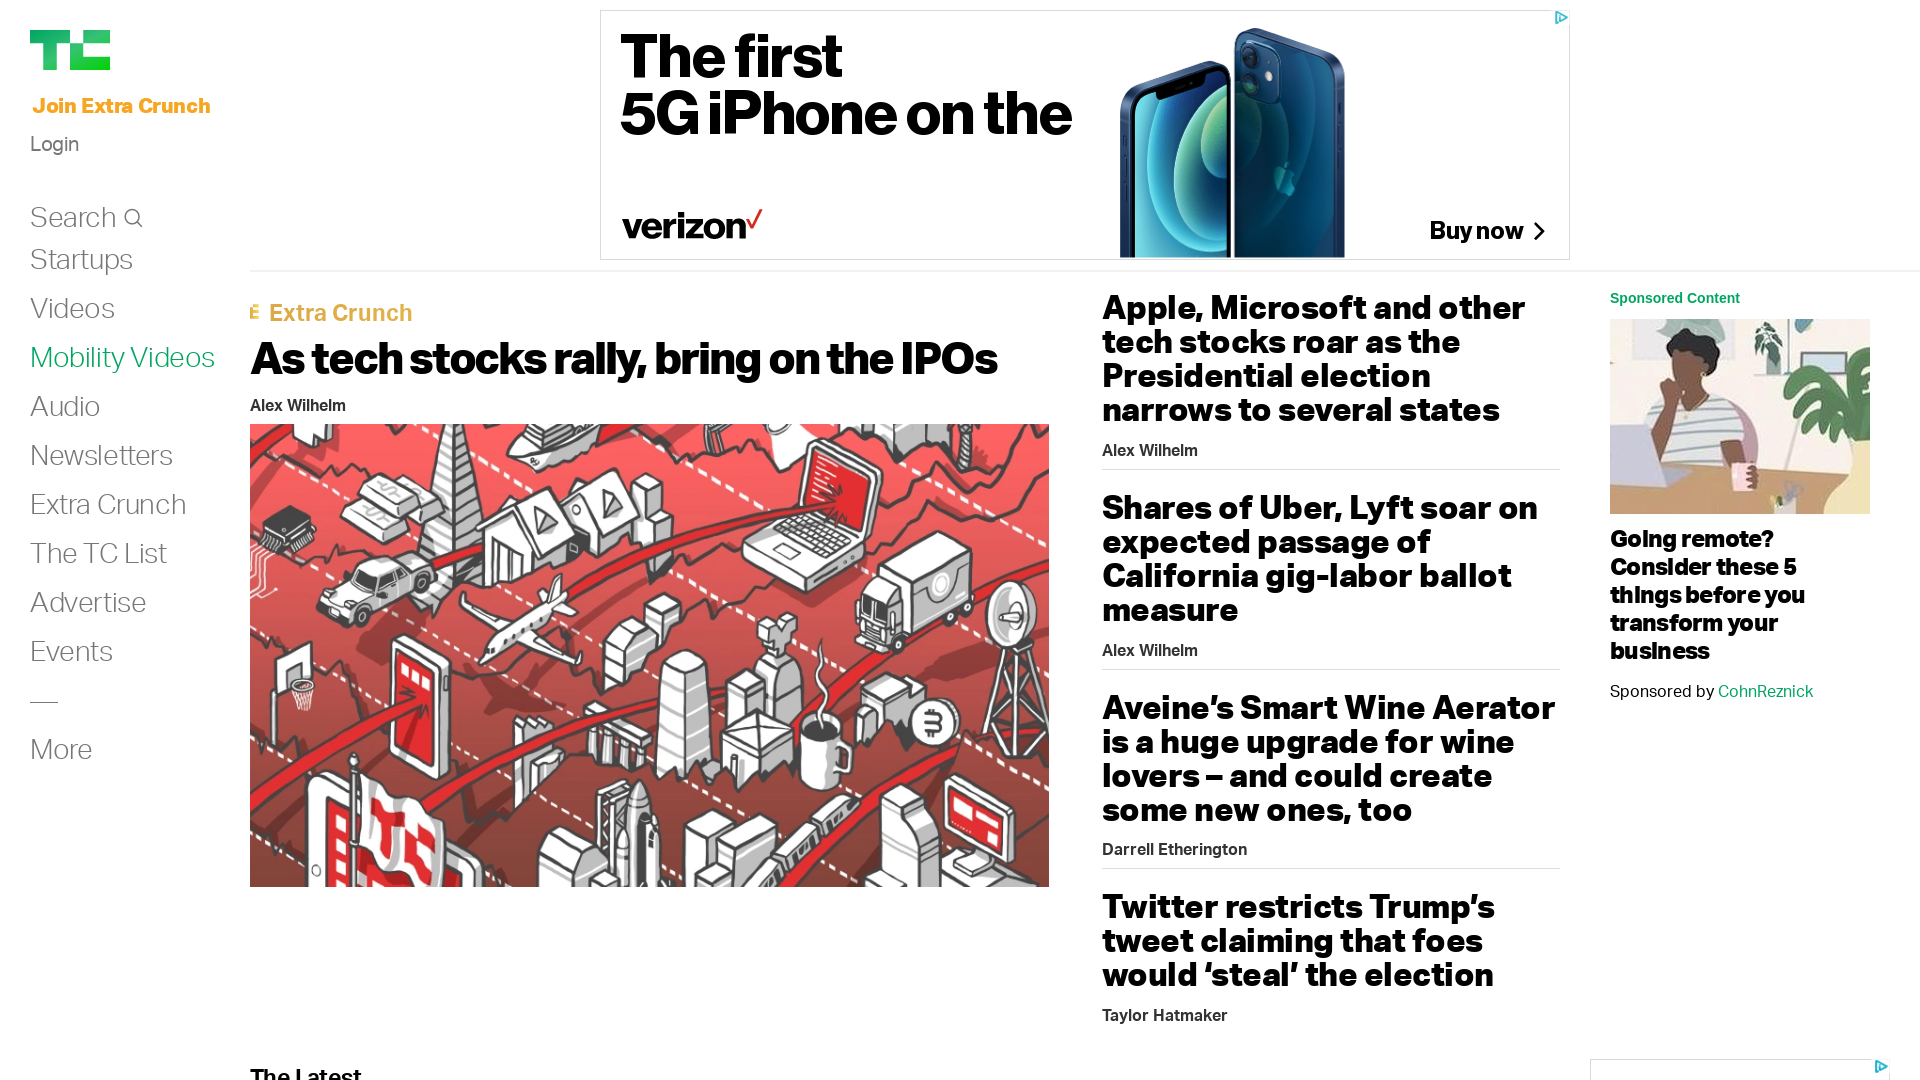 TC
Join Extra Crunch
Login
Search
Startups
Videos
Mobility Videos
Audio
Newsletters
Extra Crunch
The TC List
Advertise
Events
More
The first
5G iPhone on the
verizon
Buy now
Extra Crunch
As tech stocks rally, bring on the IPOs
Alex Wilhelm
Apple, Microsoft and other
tech stocks roar as the
Presidential election
narrows to several states
Alex Wilhelm
Shares of Uber, Lyft soar on
expected passage of
California gig-labor ballot
measure
Alex Wilhelm
Aveine’s Smart Wine Aerator
is a huge upgrade for wine
lovers – and could create
some new ones, too
Darrell Etherington
Twitter restricts Trump’s
tweet claiming that foes
would ‘steal’ the election
Taylor Hatmaker
Sponsored Content
Going remote?
Consider these 5
things before you
transform your
business
Sponsored by CohnReznick
The Latest